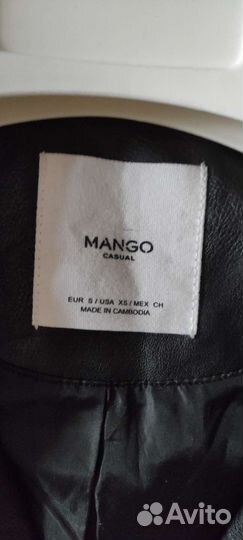 MANGO
CASUAL
EUR S / USA XS / MEX CH
MADE IN CAMBODIA
Avito